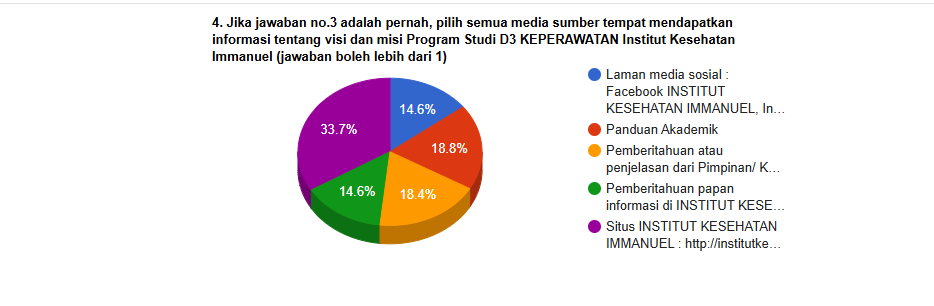 4. Jika jawaban no.3 adalah pernah, pilih semua media sumber tempat mendapatkan
informasi tentang visi dan misi Program Studi D3 KEPERAWATAN Institut Kesehatan
Immanuel (jawaban boleh lebih dari 1)
14.6%
18.8%
18.4%
14.6%
33.7%
Laman media sosial :
Facebook INSTITUT
KESEHATAN IMMANUEL, In...
Panduan Akademik
Pemberitahuan atau
penjelasan dari Pimpinan/ K...
Pemberitahuan papan
informasi di INSTITUT KESE...
Situs INSTITUT KESEHATAN
IMMANUEL : http://institutke...